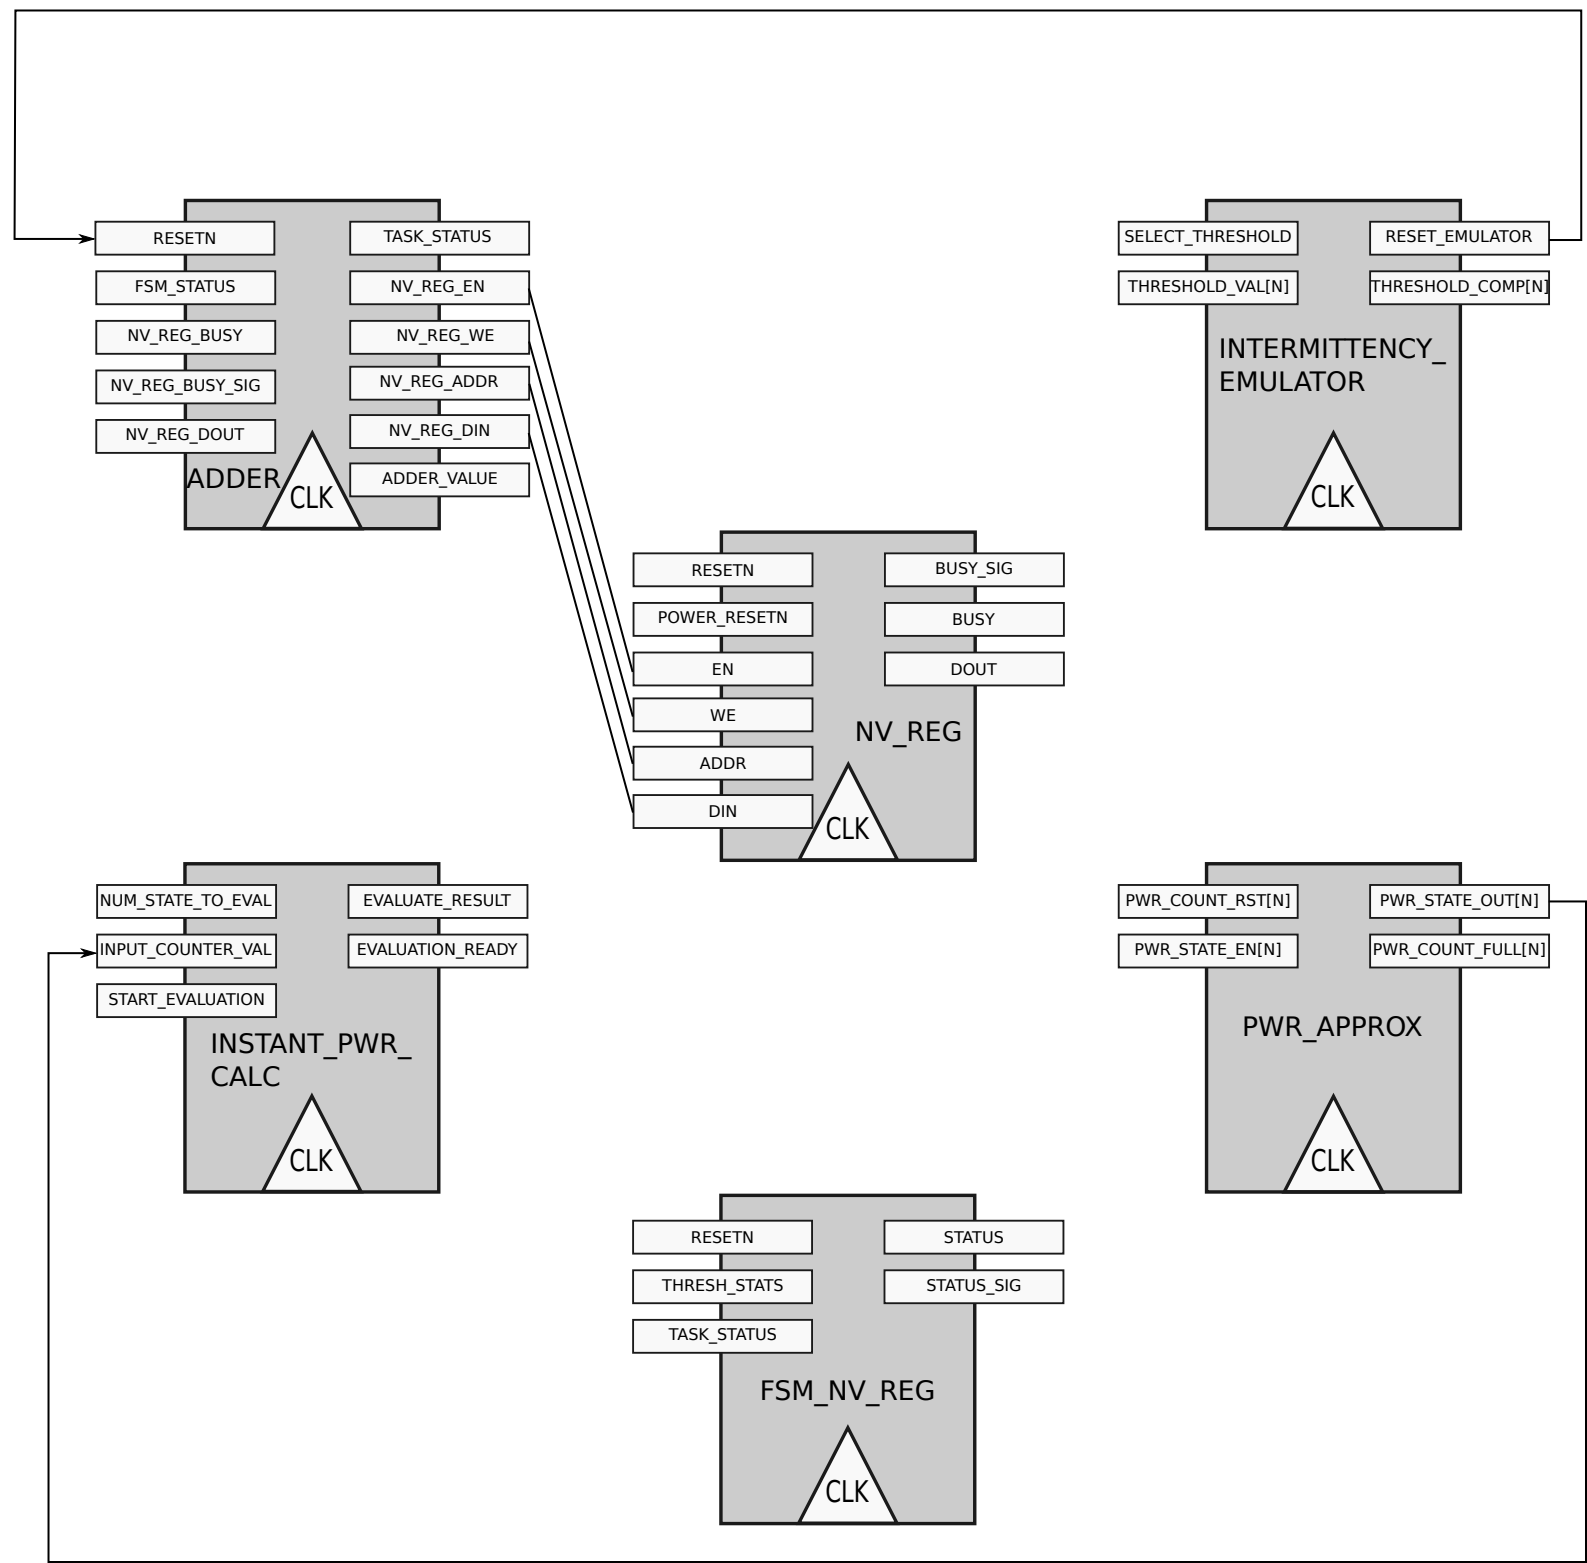 RESETN
FSM_STATUS
NV_REG_BUSY
NV_REG_BUSY_SIG
NV_REG_DOUT
TASK_STATUS
NV_REG_EN
NV_REG_WE
NV_REG_ADDR
NV_REG_DIN
ADDER_VALUE
ADDER
CLK
SELECT_THRESHOLD
THRESHOLD_VAL[N]
RESET_EMULATOR
THRESHOLD_COMP[N]
INTERMITTENCY_
EMULATOR
CLK
RESETN
POWER_RESETN
EN
WE
ADDR
DIN
BUSY_SIG
BUSY
DOUT
NV_REG
CLK
NUM_STATE_TO_EVAL
INPUT_COUNTER_VAL
START_EVALUATION
EVALUATE_RESULT
EVALUATION_READY
INSTANT_PWR_
CALC
CLK
PWR_COUNT_RST[N]
PWR_STATE_EN[N]
PWR_STATE_OUT[N]
PWR_COUNT_FULL[N]
PWR_APPROX
CLK
RESETN
THRESH_STATS
TASK_STATUS
STATUS
STATUS_SIG
FSM_NV_REG
CLK